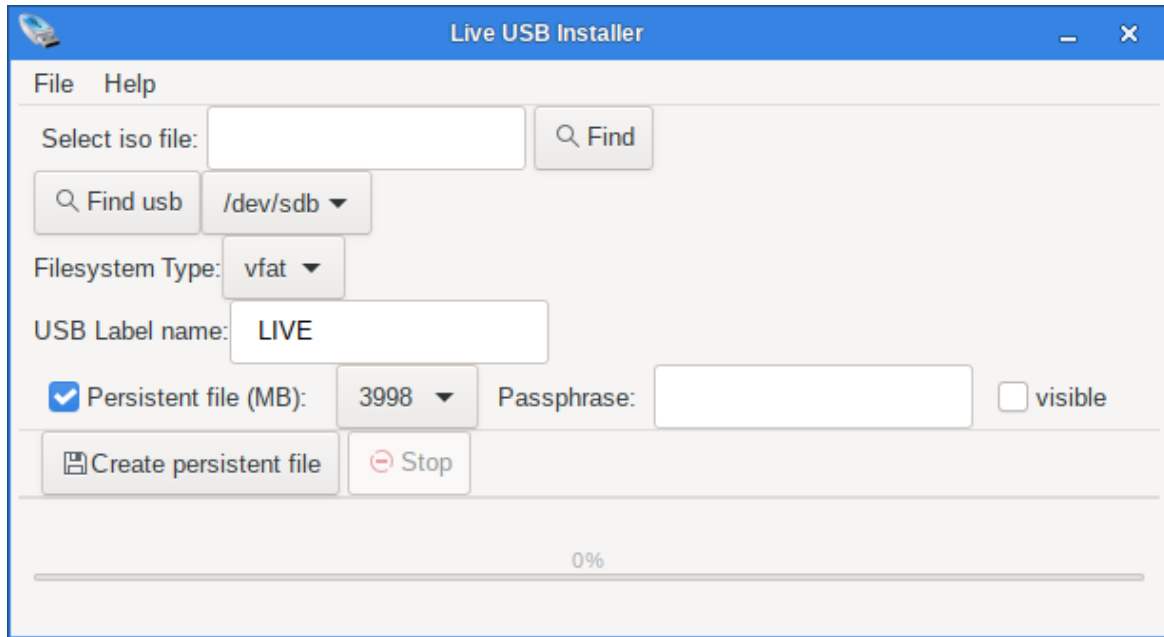 Live USB Installer
File Help
Select iso file: Find
Find usb /dev/sdb
Filesystem Type: vfat
USB Label name: LIVE
Persistent file (MB): 3998 Passphrase: visible
Create persistent file Stop
0%